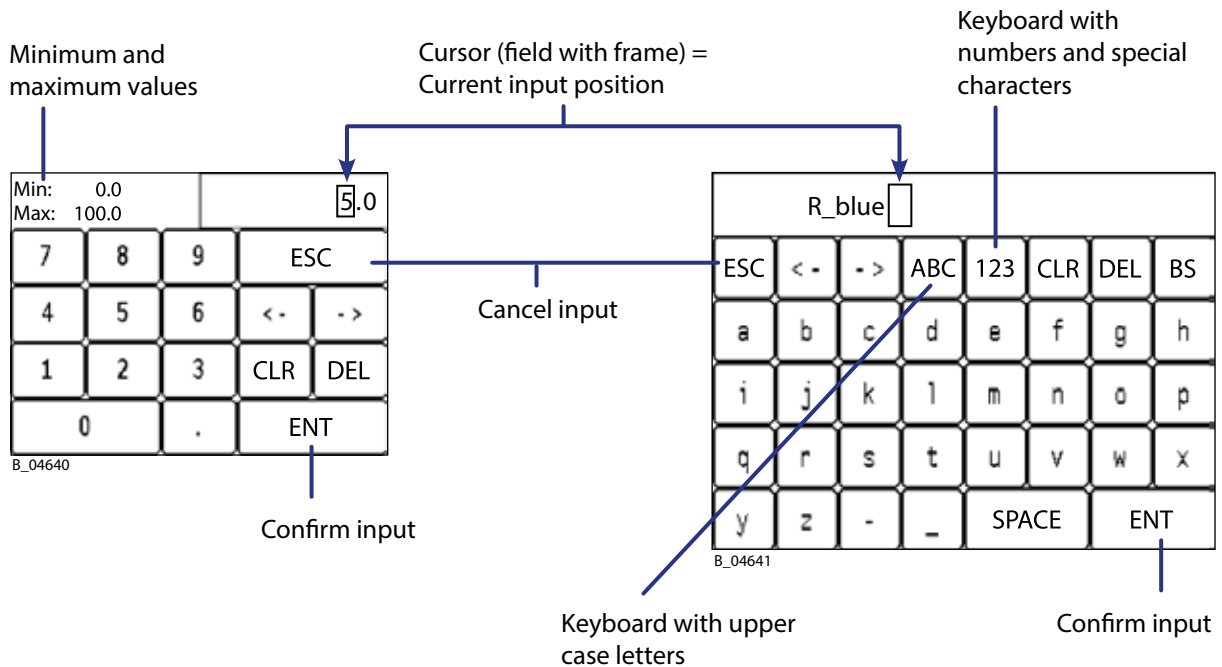 Minimum and
maximum values
Cursor (field with frame) =
Current input position
Keyboard with
numbers and special
characters
Min: 0.0
Max: 100.0
5.0
7 8 9 ESC
4 5 6 <- ->
1 2 3 CLR DEL
0 . ENT
B_04640
Confirm input
Cancel input
R_blue
ESC <- -> ABC 123 CLR DEL BS
a b c d e f g h
i j k l m n o p
q r s t u v w x
y z - _ SPACE ENT
B_04641
Keyboard with upper
case letters
Confirm input